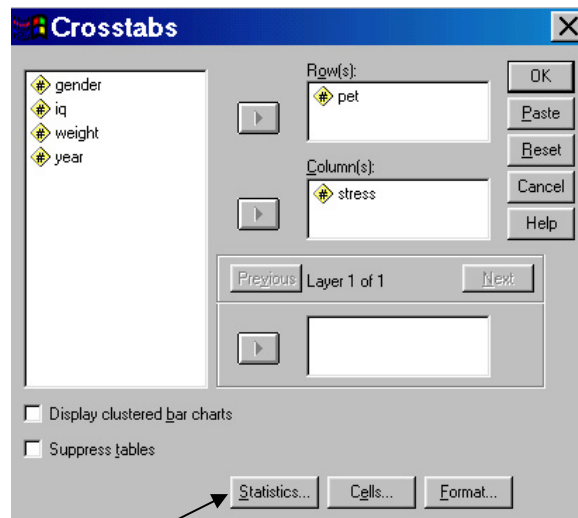 Crosstabs
gender
iq
weight
year
Row(s):
pet
Column(s):
stress
OK
Paste
Reset
Cancel
Help
Previous Layer 1 of 1 Next
Display clustered bar charts
Suppress tables
Statistics... Cells... Format...